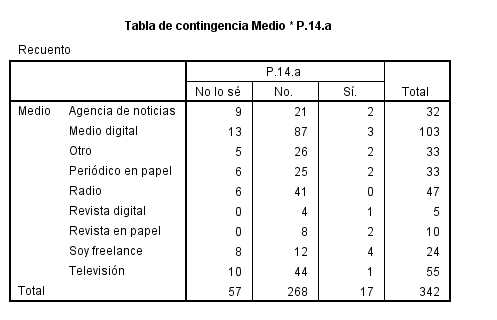 Tabla de contingencia Medio * P.14.a
Recuento
P.14.a
No lo sé No. Sí. Total
Medio Agencia de noticias 9 21 2 32
Medio digital 13 87 3 103
Otro 5 26 2 33
Periódico en papel 6 25 2 33
Radio 6 41 0 47
Revista digital 0 4 1 5
Revista en papel 0 8 2 10
Soy freelance 8 12 4 24
Televisión 10 44 1 55
Total 57 268 17 342